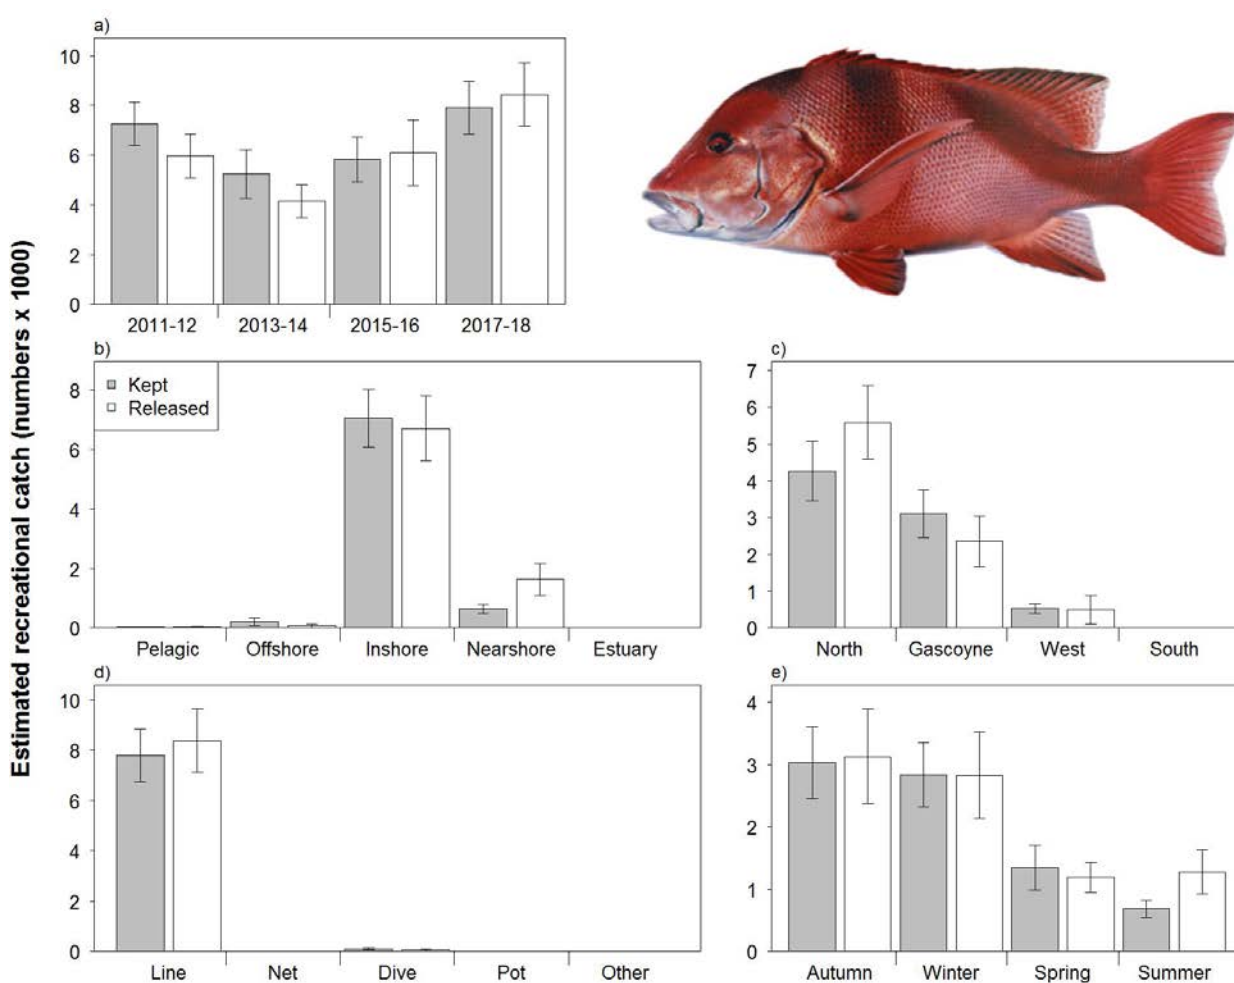 Estimated recreational catch (numbers x 1000)
a)
10
8
6
4
2
0
2011-12 2013-14 2015-16 2017-18
b)
Kept
Released
8
6
4
2
0
Pelagic Offshore Inshore Nearshore Estuary
c)
7
6
5
4
3
2
1
0
North Gascoyne West South
d)
10
8
6
4
2
0
Line Net Dive Pot Other
e)
4
3
2
1
0
Autumn Winter Spring Summer